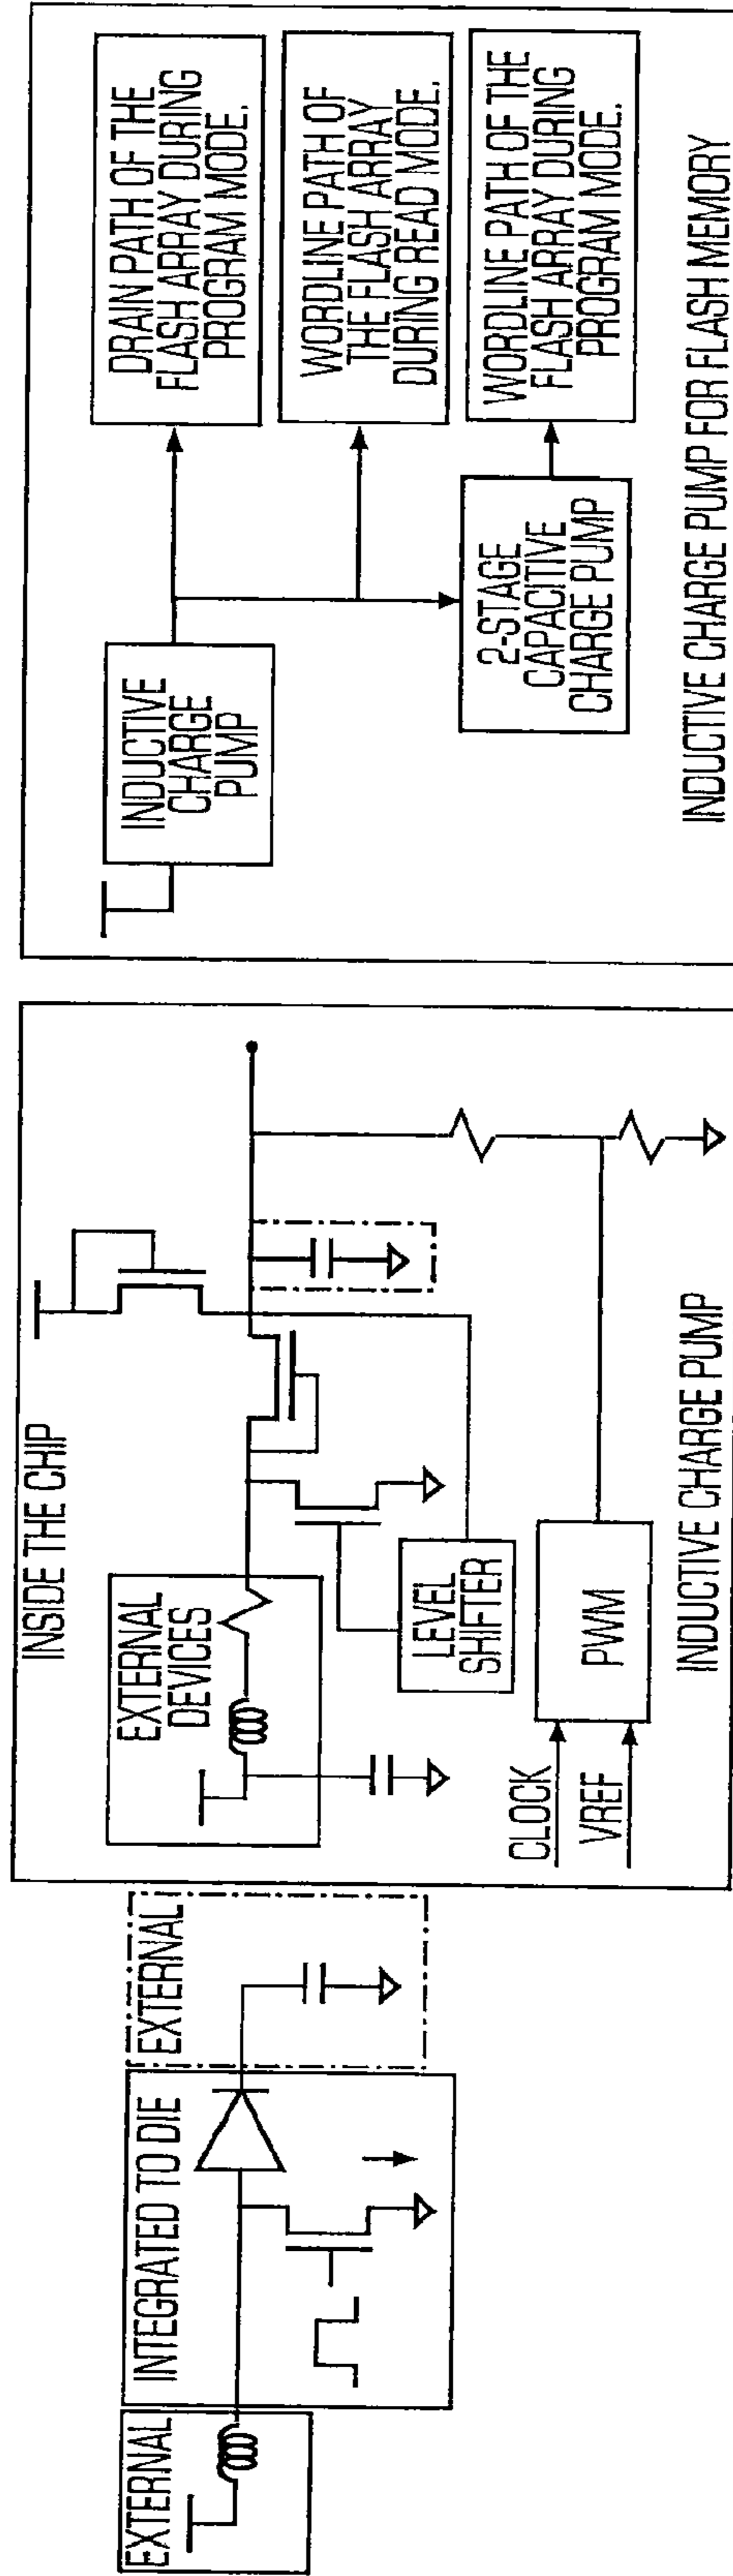 EXTERNAL
INTEGRATED TO DIE
EXTERNAL
INSIDE THE CHIP
EXTERNAL
DEVICES
LEVEL
SHIFTER
CLOCK
VREF
PWM
INDUCTIVE CHARGE PUMP
INDUCTIVE
CHARGE
PUMP
DRAIN PATH OF THE
FLASH ARRAY DURING
PROGRAM MODE.
WORDLINE PATH OF
THE FLASH ARRAY
DURING READ MODE.
2-STAGE
CAPACITIVE
CHARGE PUMP
WORDLINE PATH OF THE
FLASH ARRAY DURING
PROGRAM MODE.
INDUCTIVE CHARGE PUMP FOR FLASH MEMORY